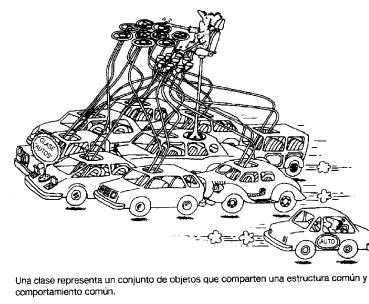 CLASE
AUTOS
AUTO
Una clase representa un conjunto de objetos que comparten una estructura común y
comportamiento común.